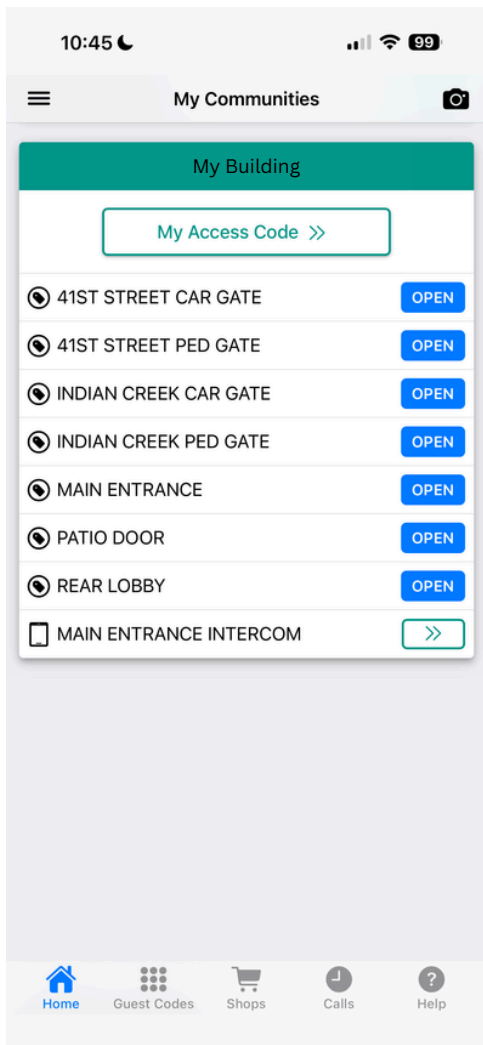 10:45
99
My Communities
My Building
My Access Code
41ST STREET CAR GATE
OPEN
41ST STREET PED GATE
OPEN
INDIAN CREEK CAR GATE
OPEN
INDIAN CREEK PED GATE
OPEN
MAIN ENTRANCE
OPEN
PATIO DOOR
OPEN
REAR LOBBY
OPEN
MAIN ENTRANCE INTERCOM
Home
Guest Codes
Shops
Calls
Help